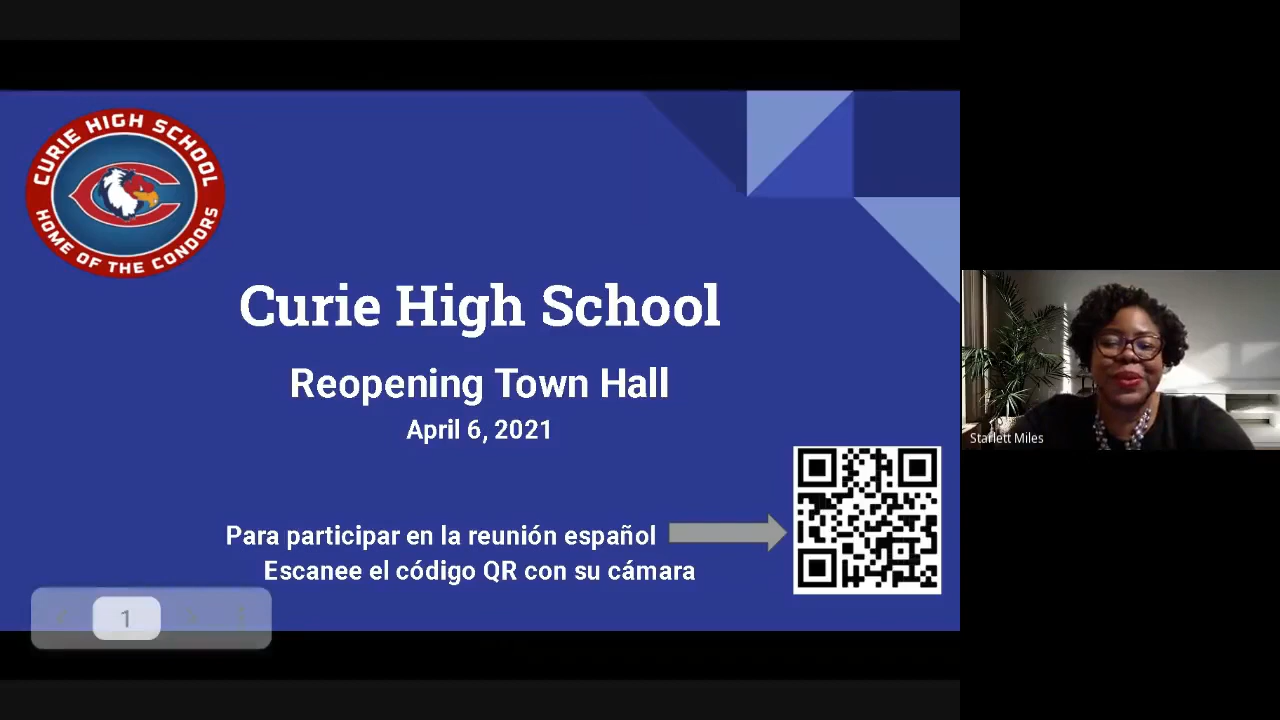 CURIE HIGH SCHOOL
HOME OF THE CONDORS
Curie High School
Reopening Town Hall
April 6, 2021
Para participar en la reunión español
Escanee el código QR con su cámara
1
Starlett Miles